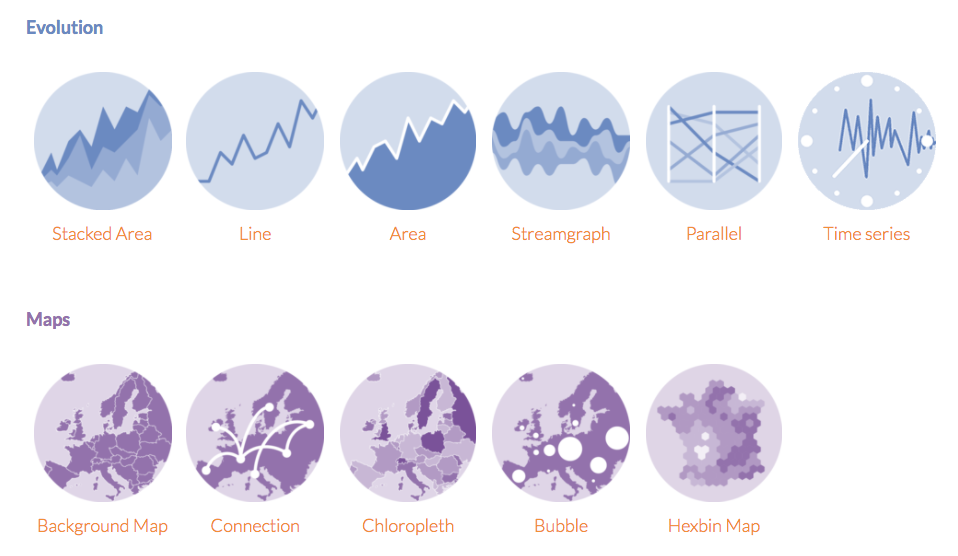 Evolution
Stacked Area
Line
Area
Streamgraph
Parallel
Time series
Maps
Background Map
Connection
Chloropleth
Bubble
Hexbin Map